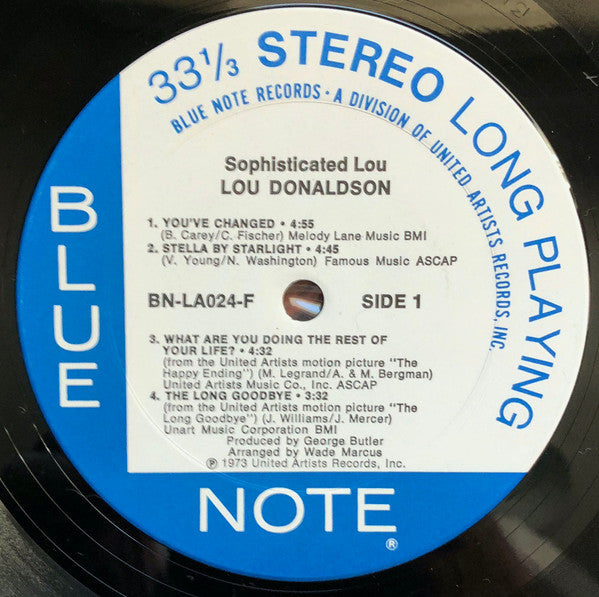 33⅓ STEREO LONG PLAYING
BLUE NOTE RECORDS • A DIVISION OF UNITED ARTISTS RECORDS, INC.
Sophisticated Lou
LOU DONALDSON
1. YOU'VE CHANGED • 4:55
(B. Carey/C. Fischer) Melody Lane Music BMI
2. STELLA BY STARLIGHT • 4:45
(V. Young/N. Washington) Famous Music ASCAP
BN-LA024-F SIDE 1
3. WHAT ARE YOU DOING THE REST OF
YOUR LIFE? • 4:32
(from the United Artists motion picture "The
Happy Ending") (M. Legrand/A. & M. Bergman)
United Artists Music Co., Inc. ASCAP
4. THE LONG GOODBYE • 3:32
(from the United Artists motion picture "The
Long Goodbye") (J. Williams/J. Mercer)
Unart Music Corporation BMI
Produced by George Butler
Arranged by Wade Marcus
℗ 1973 United Artists Records, Inc.
BLUE
NOTE ®